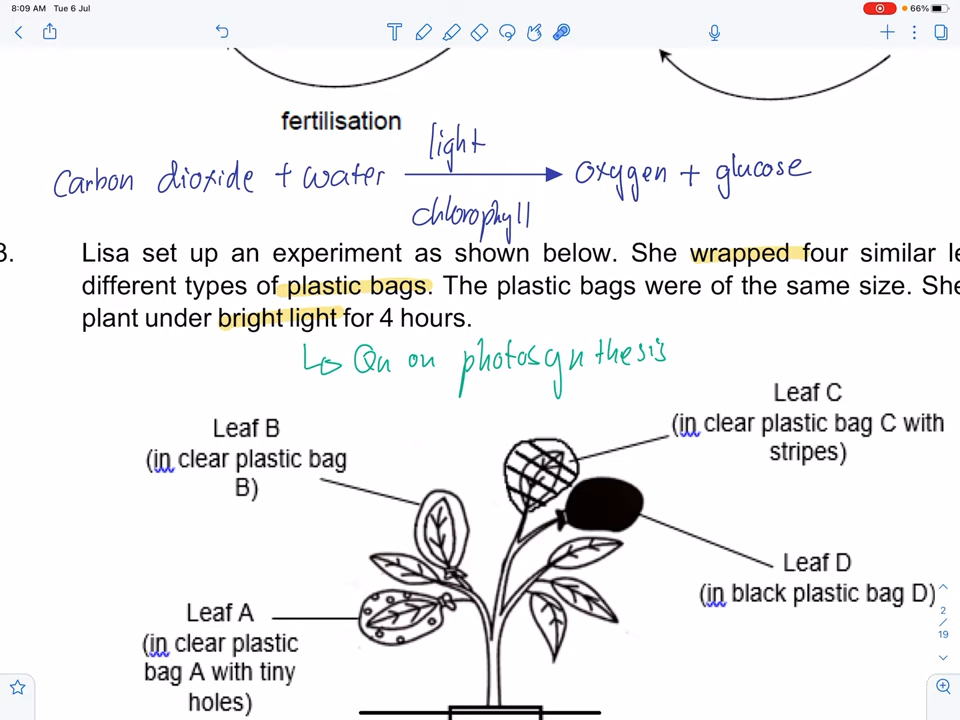 8:09 AM Tue 6 Jul
66%
T
fertilisation
light
Carbon dioxide + water → oxygen + glucose
chlorophyll
3. Lisa set up an experiment as shown below. She wrapped four similar le
different types of plastic bags. The plastic bags were of the same size. She
plant under bright light for 4 hours.
↳ Qn on photosynthesis
Leaf C
(in clear plastic bag C with
stripes)
Leaf B
(in clear plastic bag
B)
Leaf D
(in black plastic bag D)
Leaf A
(in clear plastic
bag A with tiny
holes)
2
/
19